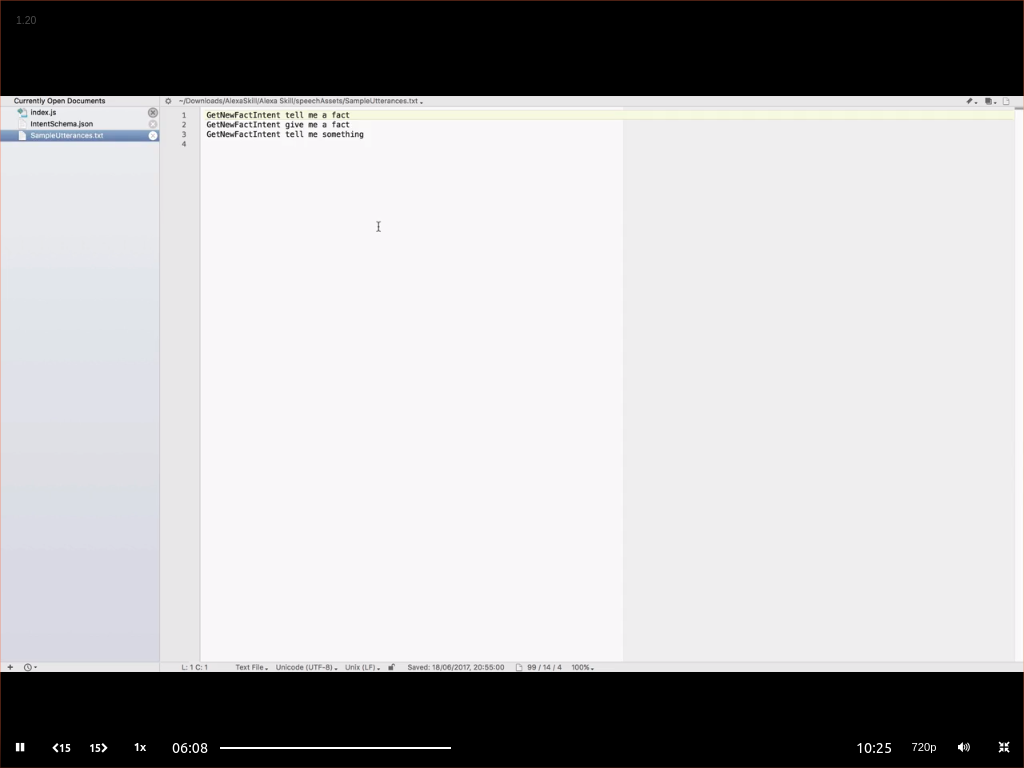 1.20
Currently Open Documents
~/Downloads/AlexaSkill/Alexa Skill/speechAssets/SampleUtterances.txt
index.js
IntentSchema.json
SampleUtterances.txt
1 GetNewFactIntent tell me a fact
2 GetNewFactIntent give me a fact
3 GetNewFactIntent tell me something
4
L: 1 C: 1 Text File Unicode (UTF-8) Unix (LF) Saved: 18/06/2017, 20:55:00 99 / 14 / 4 100%
15 15 1x 06:08 10:25 720p